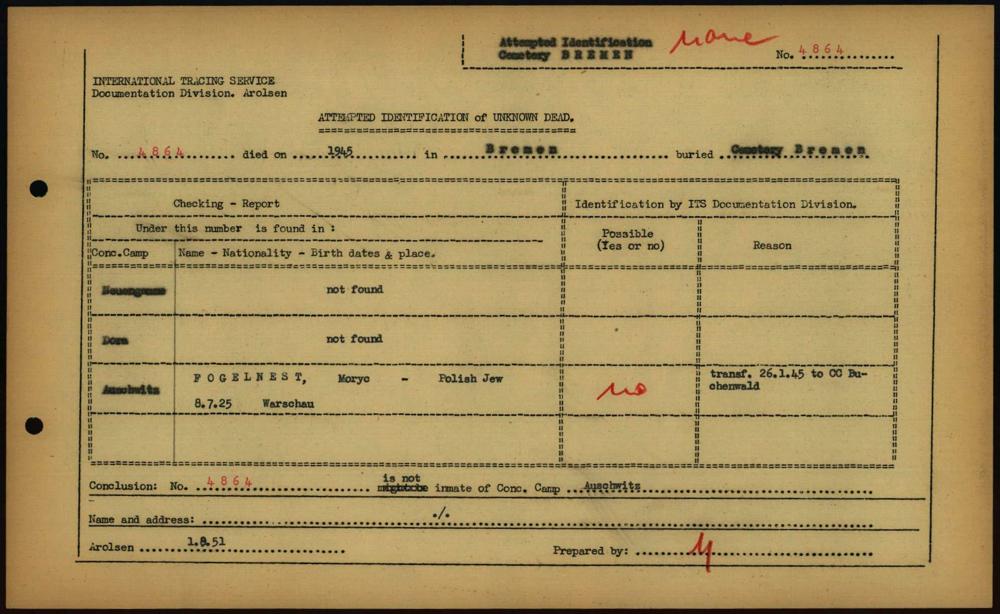 Attempted Identification none
Cemetery BREMEN No. 4864
INTERNATIONAL TRACING SERVICE
Documentation Division. Arolsen
ATTEMPTED IDENTIFICATION of UNKNOWN DEAD.
No. 4864 died on 1945 in Bremen buried Cemetery Bremen
Checking - Report Identification by ITS Documentation Division.
Under this number is found in :
Possible
(Yes or no) Reason
Conc.Camp Name - Nationality - Birth dates & place.
Neuengamme not found
Dora not found
Auschwitz FOGELNEST, Moryc - Polish Jew no transf. 26.1.45 to CC Bu-
8.7.25 Warschau chenwald
is not
Conclusion: No. 4864 might be inmate of Conc. Camp Auschwitz
Name and address: ./.
Arolsen 1.8.51 Prepared by: